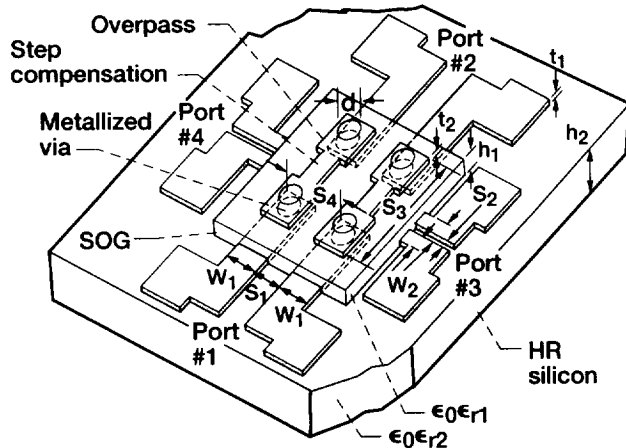 Overpass
Step
compensation
Port
#4
Metallized
via
SOG
Port
#2
d
t1
t2
h1
h2
S4
S3
S2
W1
S1
W1
W2
Port
#3
Port
#1
HR
silicon
ϵ0ϵr1
ϵ0ϵr2